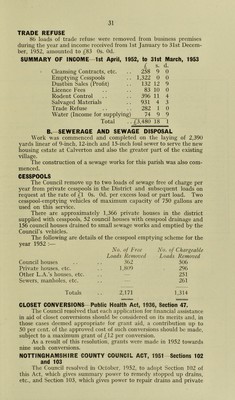 31
TRADE REFUSE
86 loads of trade refuse were removed from business premises
during the year and income received from 1st January to 31st Decem-
ber, 1952, amounted to £83 0s. 0d.
SUMMARY OF INCOME—1st April, 1952, to 31st March, 1953
£ s. d.
Cleansing Contracts, etc. .. 258 9 0
Emptying Cesspools .. 1,322 0 0
Dustbin Sales (Profit) .. 132 12 9
Licence Fees .. .. 83 10 0
Rodent Control .. .. 396 11 4
Salvaged Materials .. 931 4 3
Trade Refuse .. .. 282 1 0
Water (Income for supplying) 74 9 9
Total .. £3,480 18 1
B.—SEWERAGE AND SEWAGE DISPOSAL
Work was commenced and completed on the laying of 2,390
yards linear of 9-inch, 12-inch and 15-inch foul sewer to serve the new
housing estate at Calverton and also the greater part of the existing
village.
The construction of a sewage works for this parish was also com-
menced.
CESSPOOLS
The Council remove up to two loads of sewage free of charge per
year from private cesspools in the District and subsequent loads on
request at the rate of £1 0s. 0d. per excess load or part load. Two
cesspool-emptying vehicles of maximum capacity of 750 gallons are
used on this service.
There are approximately 1,366 private houses in the district
supplied with cesspools, 52 council houses with cesspool drainage and
156 council houses drained to small sewage works and emptied by the
Council's vehicles.
The following are details of the cesspool emptying scheme for the
year 1952 :—
No. of Free No. of Chargeable
Loads Removed Loads Removed
Council houses .. .. 362 306
Private houses, etc. .. 1,809 296
Other L.A.'s houses, etc. — 251
Sewers, manholes, etc. — 261
Totals .. 2,171 1,114
CLOSET CONVERSIONS—Public Health Act, 1936, Section 47.
The Council resolved that each application for financial assistance
in aid of closet conversions should be considered on its merits and, in
those cases deemed appropriate for grant aid, a contribution up to
50 per cent. of the approved cost of such conversions should be made,
subject to a maximum grant of £12 per conversion.
As a result of this resolution, grants were made in 1952 towards
nine such conversions.
NOTTINGHAMSHIRE COUNTY COUNCIL ACT, 1951—Sections 102
and 103
The Council resolved in October, 1952, to adopt Section 102 of
this Act, which gives summary power to remedy stopped up drains,
etc., and Section 103, which gives power to repair drains and private